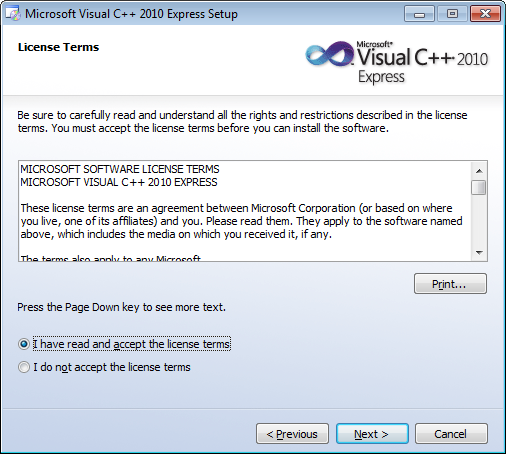 Microsoft Visual C++ 2010 Express Setup
License Terms
Microsoft®
Visual C++ 2010
Express
Be sure to carefully read and understand all the rights and restrictions described in the license
terms. You must accept the license terms before you can install the software.
MICROSOFT SOFTWARE LICENSE TERMS
MICROSOFT VISUAL C++ 2010 EXPRESS
These license terms are an agreement between Microsoft Corporation (or based on where
you live, one of its affiliates) and you. Please read them. They apply to the software named
above, which includes the media on which you received it, if any.
The terms also apply to any Microsoft
Print...
Press the Page Down key to see more text.
I have read and accept the license terms
I do not accept the license terms
< Previous
Next >
Cancel